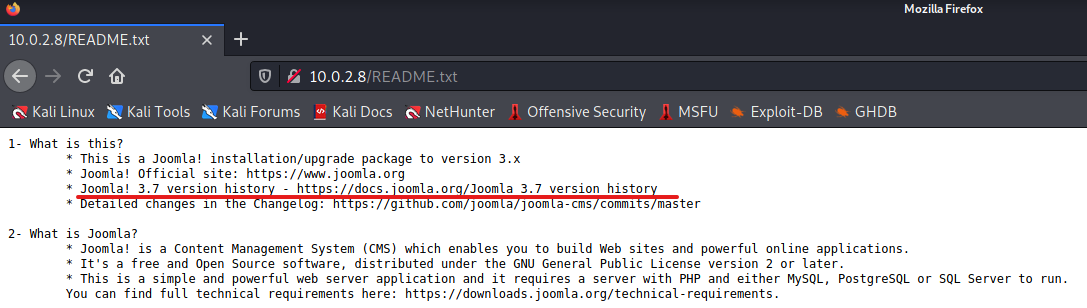 Mozilla Firefox
10.0.2.8/README.txt
10.0.2.8/README.txt
Kali Linux Kali Tools Kali Forums Kali Docs NetHunter Offensive Security MSFU Exploit-DB GHDB
1- What is this?
* This is a Joomla! installation/upgrade package to version 3.x
* Joomla! Official site: https://www.joomla.org
* Joomla! 3.7 version history - https://docs.joomla.org/Joomla_3.7_version_history
* Detailed changes in the Changelog: https://github.com/joomla/joomla-cms/commits/master
2- What is Joomla?
* Joomla! is a Content Management System (CMS) which enables you to build Web sites and powerful online applications.
* It's a free and Open Source software, distributed under the GNU General Public License version 2 or later.
* This is a simple and powerful web server application and it requires a server with PHP and either MySQL, PostgreSQL or SQL Server to run.
You can find full technical requirements here: https://downloads.joomla.org/technical-requirements.